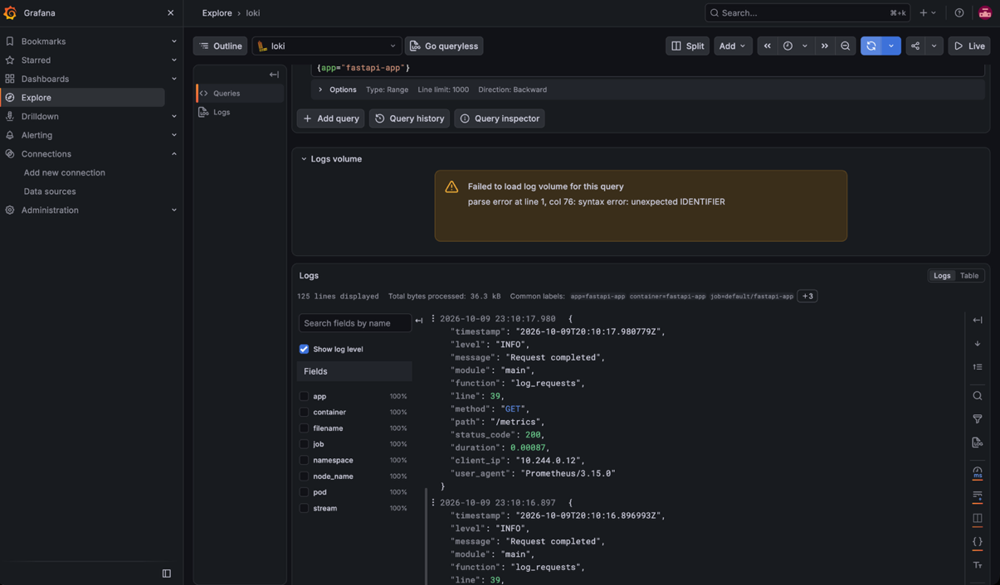 Grafana
Explore › loki
Search...
⌘+k
Bookmarks
Starred
Dashboards
Explore
Drilldown
Alerting
Connections
Add new connection
Data sources
Administration
Outline
loki
Go queryless
Split
Add
Live
Queries
Logs
{app="fastapi-app"}
Options Type: Range Line limit: 1000 Direction: Backward
+ Add query
Query history
Query inspector
Logs volume
Failed to load log volume for this query
parse error at line 1, col 76: syntax error: unexpected IDENTIFIER
Logs
Logs Table
125 lines displayed Total bytes processed: 36.3 kB Common labels: app=fastapi-app container=fastapi-app job=default/fastapi-app +3
Search fields by name
Show log level
Fields
app 100%
container 100%
filename 100%
job 100%
namespace 100%
node_name 100%
pod 100%
stream 100%
2026-10-09 23:10:17.980 {
"timestamp": "2026-10-09T20:10:17.980779Z",
"level": "INFO",
"message": "Request completed",
"module": "main",
"function": "log_requests",
"line": 39,
"method": "GET",
"path": "/metrics",
"status_code": 200,
"duration": 0.00087,
"client_ip": "10.244.0.12",
"user_agent": "Prometheus/3.15.0"
}
2026-10-09 23:10:16.897 {
"timestamp": "2026-10-09T20:10:16.896993Z",
"level": "INFO",
"message": "Request completed",
"module": "main",
"function": "log_requests",
"line": 39,
LOG
ms
{}
TT